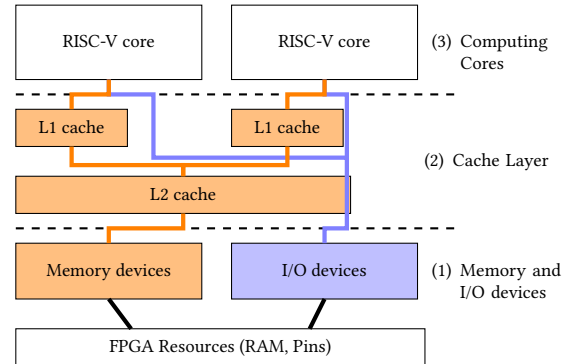 RISC-V core
RISC-V core
(3) Computing
Cores
L1 cache
L1 cache
(2) Cache Layer
L2 cache
Memory devices
I/O devices
(1) Memory and
I/O devices
FPGA Resources (RAM, Pins)